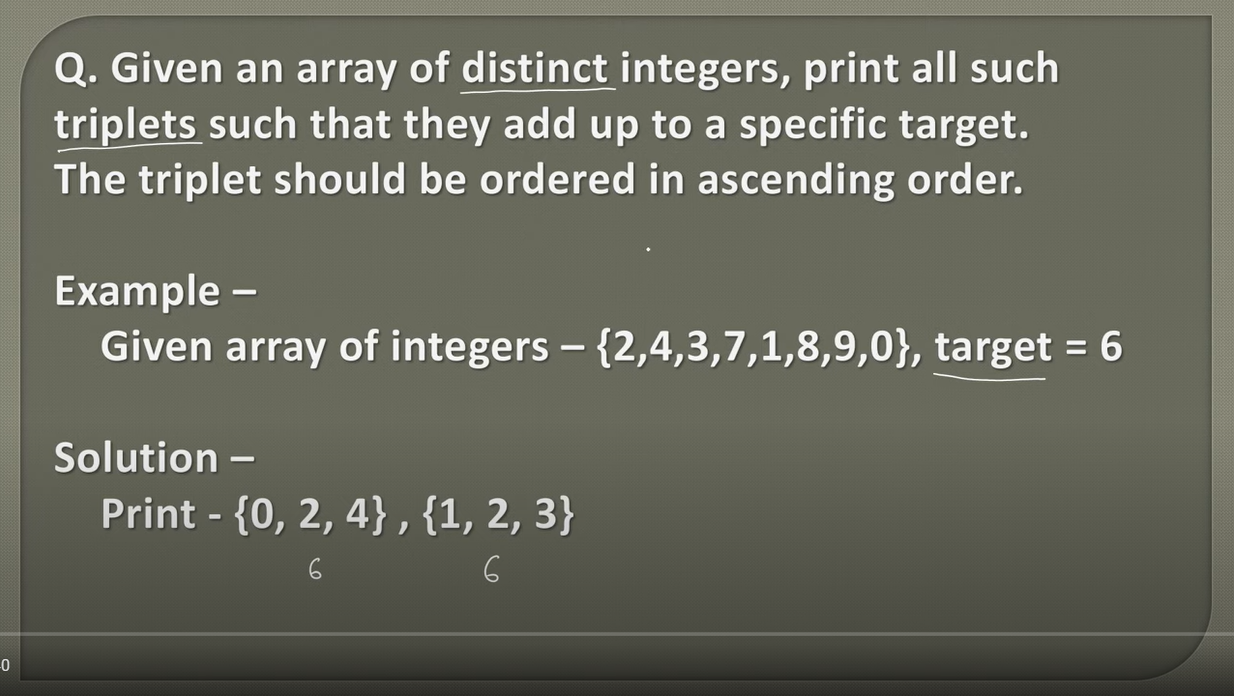 Q. Given an array of distinct integers, print all such
triplets such that they add up to a specific target.
The triplet should be ordered in ascending order.
Example –
Given array of integers – {2,4,3,7,1,8,9,0}, target = 6
Solution –
Print - {0, 2, 4} , {1, 2, 3}
6 6